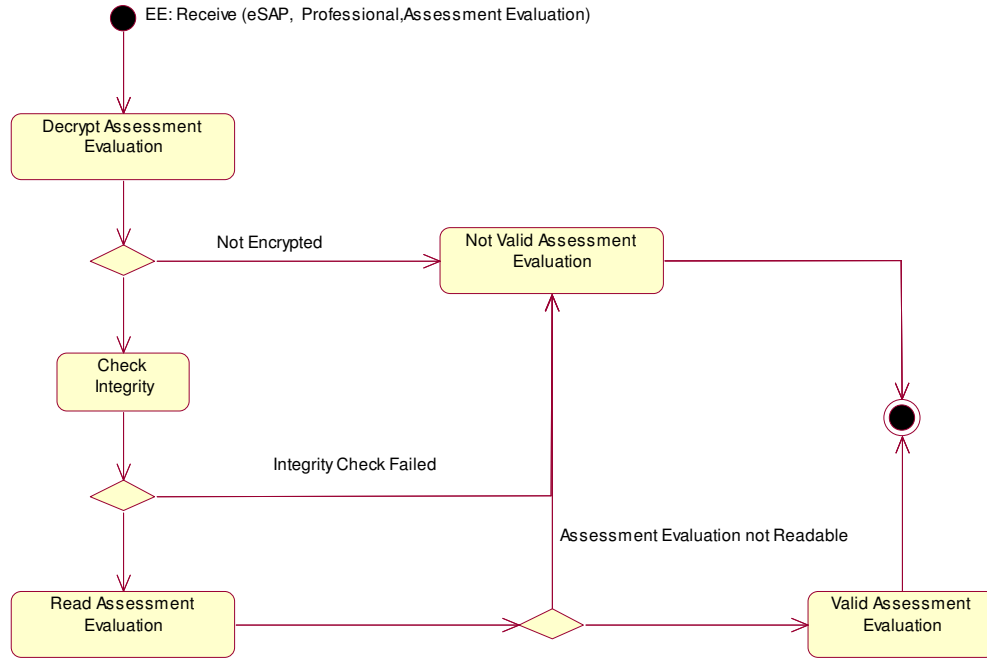 EE: Receive (eSAP, Professional,Assessment Evaluation)
Decrypt Assessment
Evaluation
Not Encrypted
Not Valid Assessment
Evaluation
Check
Integrity
Integrity Check Failed
Assessment Evaluation not Readable
Read Assessment
Evaluation
Valid Assessment
Evaluation